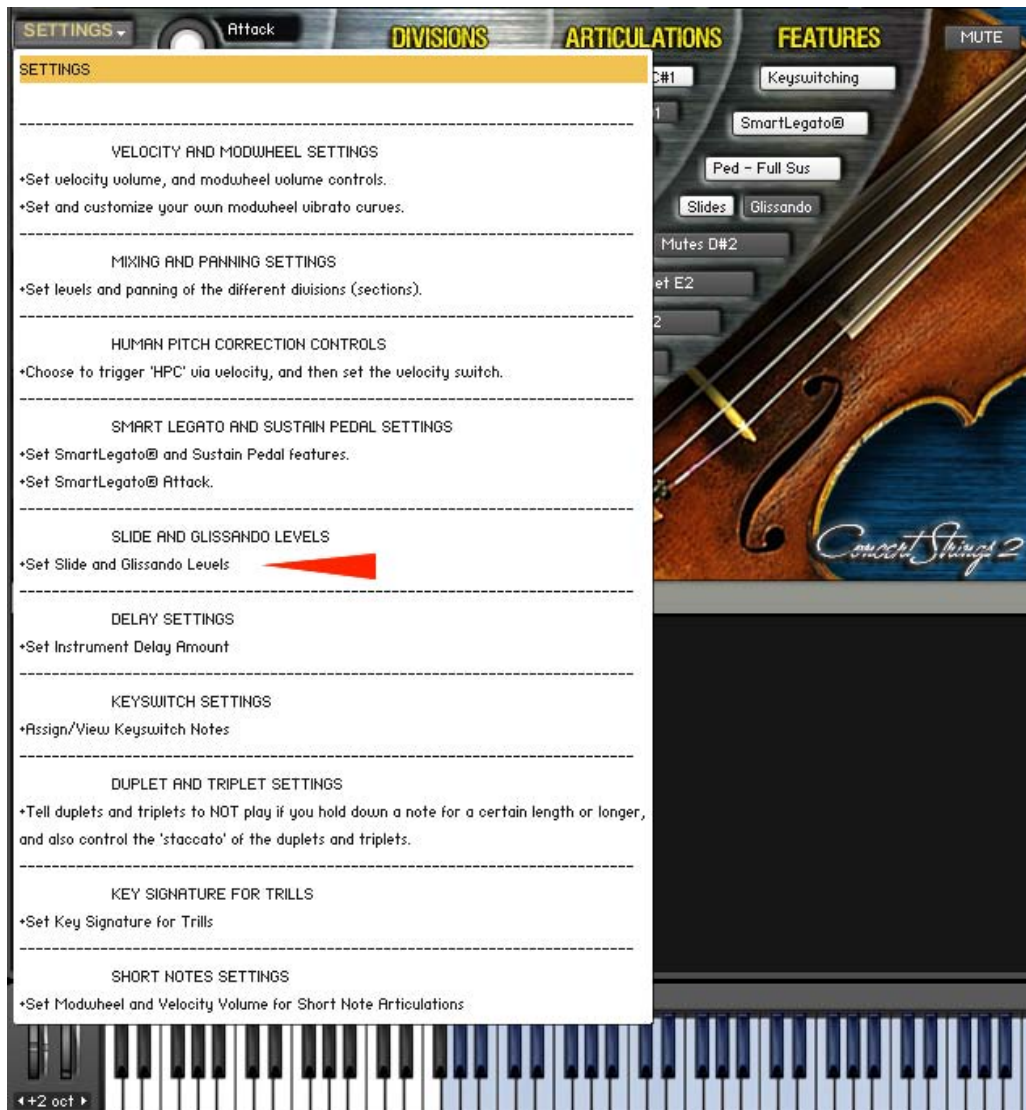 SETTINGS
Attack
DIVISIONS
ARTICULATIONS
FEATURES
MUTE
SETTINGS
C#1
Keyswitching
1
SmartLegato®
Ped - Full Sus
Slides
Glissando
Mutes D#2
et E2
2
------------------------------------------------------------
VELOCITY AND MODWHEEL SETTINGS
+Set velocity volume, and modwheel volume controls.
+Set and customize your own modwheel vibrato curves.
------------------------------------------------------------
MIXING AND PANNING SETTINGS
+Set levels and panning of the different divisions (sections).
------------------------------------------------------------
HUMAN PITCH CORRECTION CONTROLS
+Choose to trigger 'HPC' via velocity, and then set the velocity switch.
------------------------------------------------------------
SMART LEGATO AND SUSTAIN PEDAL SETTINGS
+Set SmartLegato® and Sustain Pedal features.
+Set SmartLegato® Attack.
------------------------------------------------------------
SLIDE AND GLISSANDO LEVELS
+Set Slide and Glissando Levels
------------------------------------------------------------
DELAY SETTINGS
+Set Instrument Delay Amount
------------------------------------------------------------
KEYSWITCH SETTINGS
+Assign/View Keyswitch Notes
------------------------------------------------------------
DUPLET AND TRIPLET SETTINGS
+Tell duplets and triplets to NOT play if you hold down a note for a certain length or longer,
and also control the 'staccato' of the duplets and triplets.
------------------------------------------------------------
KEY SIGNATURE FOR TRILLS
+Set Key Signature for Trills
------------------------------------------------------------
SHORT NOTES SETTINGS
+Set Modwheel and Velocity Volume for Short Note Articulations
Concert Strings 2
+2 oct